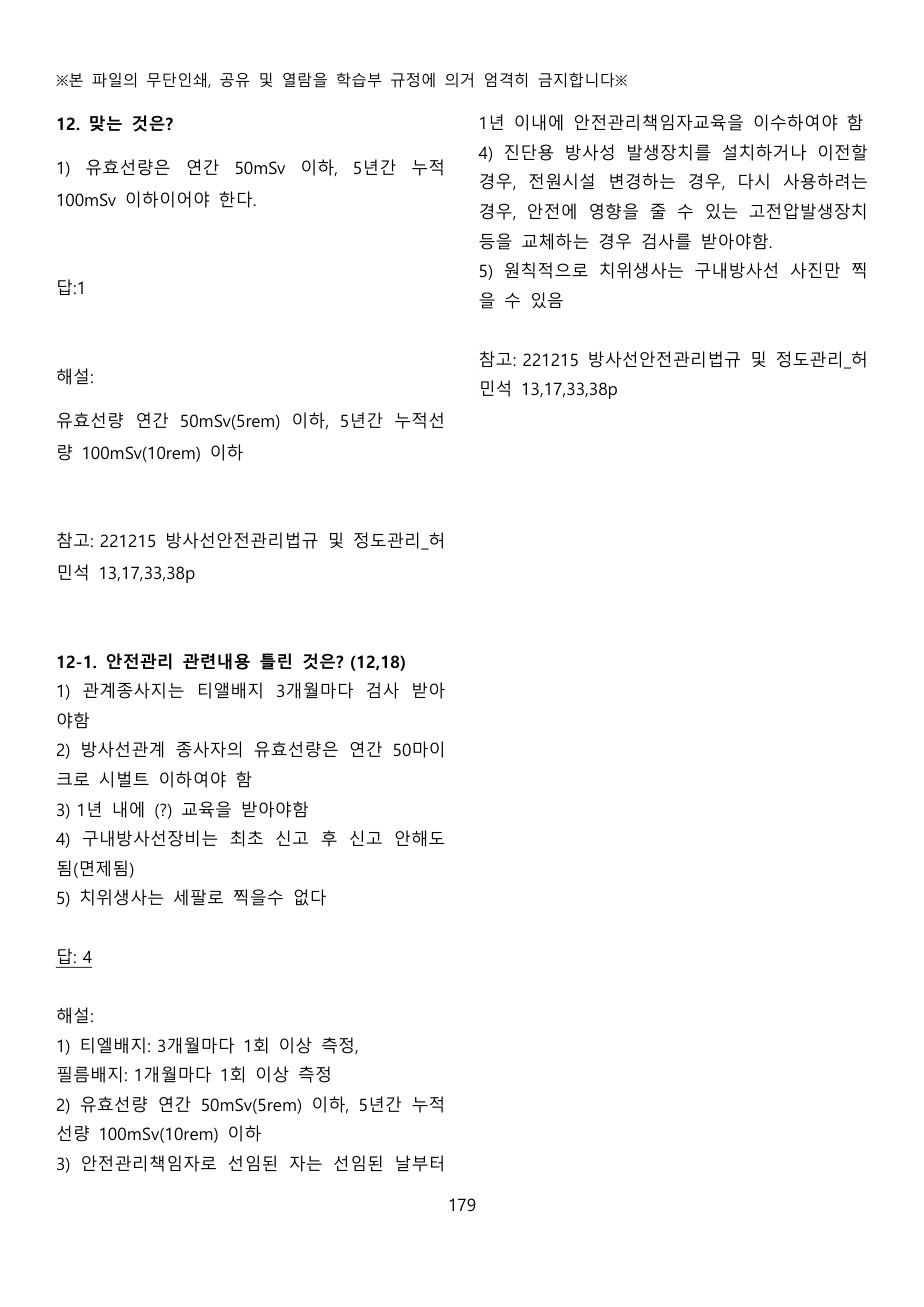 ※본 파일의 무단인쇄, 공유 및 열람을 학습부 규정에 의거 엄격히 금지합니다※
12. 맞는 것은?
1) 유효선량은 연간 50mSv 이하, 5년간 누적
100mSv 이하이어야 한다.
답:1
해설:
유효선량 연간 50mSv(5rem) 이하, 5년간 누적선
량 100mSv(10rem) 이하
참고: 221215 방사선안전관리법규 및 정도관리_허
민석 13,17,33,38p
12-1. 안전관리 관련내용 틀린 것은? (12,18)
1) 관계종사지는 티앨배지 3개월마다 검사 받아
야함
2) 방사선관계 종사자의 유효선량은 연간 50마이
크로 시벌트 이하여야 함
3) 1년 내에 (?) 교육을 받아야함
4) 구내방사선장비는 최초 신고 후 신고 안해도
됨(면제됨)
5) 치위생사는 세팔로 찍을수 없다
답: 4
해설:
1) 티엘배지: 3개월마다 1회 이상 측정,
필름배지: 1개월마다 1회 이상 측정
2) 유효선량 연간 50mSv(5rem) 이하, 5년간 누적
선량 100mSv(10rem) 이하
3) 안전관리책임자로 선임된 자는 선임된 날부터
1년 이내에 안전관리책임자교육을 이수하여야 함
4) 진단용 방사성 발생장치를 설치하거나 이전할
경우, 전원시설 변경하는 경우, 다시 사용하려는
경우, 안전에 영향을 줄 수 있는 고전압발생장치
등을 교체하는 경우 검사를 받아야함.
5) 원칙적으로 치위생사는 구내방사선 사진만 찍
을 수 있음
참고: 221215 방사선안전관리법규 및 정도관리_허
민석 13,17,33,38p
179